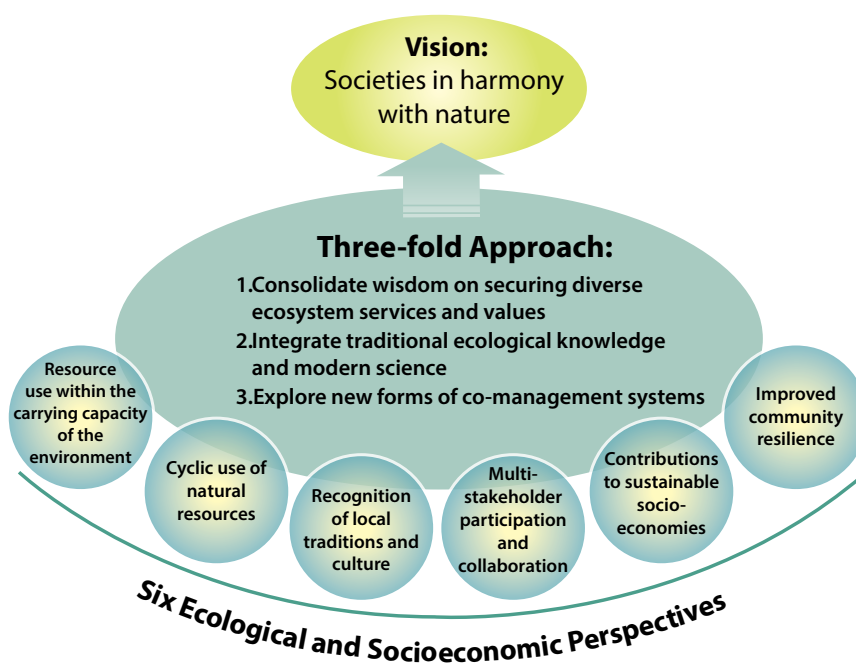 Vision:
Societies in harmony
with nature
Three-fold Approach:
1.Consolidate wisdom on securing diverse
ecosystem services and values
2.Integrate traditional ecological knowledge
and modern science
3.Explore new forms of co-management systems
Resource
use within the
carrying capacity
of the
environment
Cyclic use of
natural
resources
Recognition
of local
traditions and
culture
Multi-
stakeholder
participation
and
collaboration
Contributions
to sustainable
socio-
economies
Improved
community
resilience
Six Ecological and Socioeconomic Perspectives